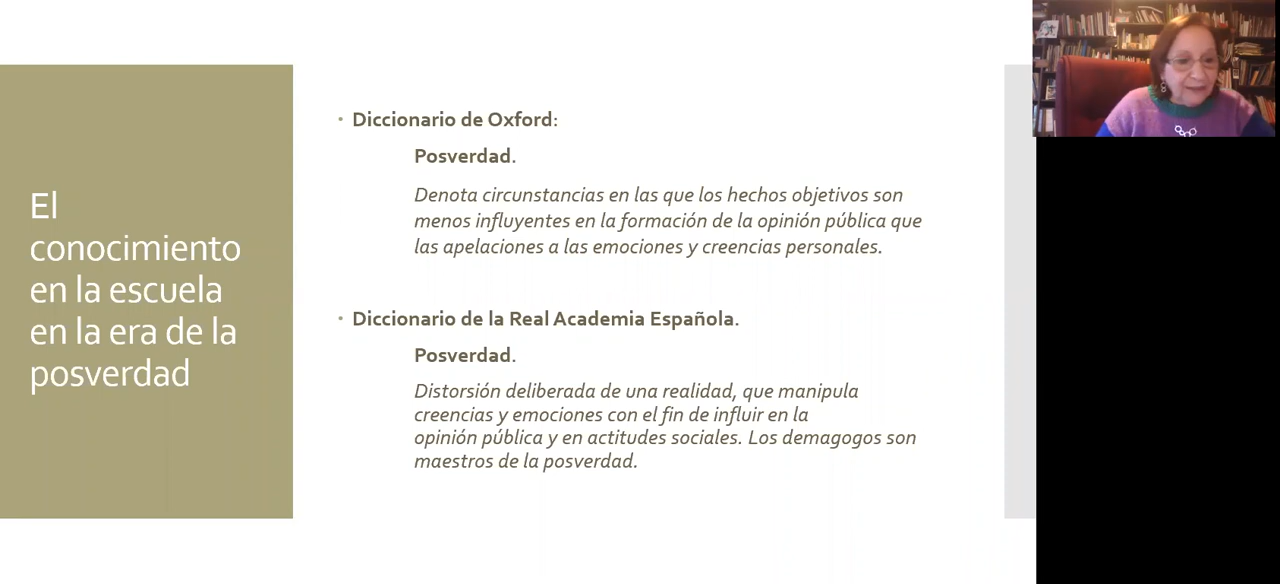 El
conocimiento
en la escuela
en la era de la
posverdad
• Diccionario de Oxford:
Posverdad.
Denota circunstancias en las que los hechos objetivos son
menos influyentes en la formación de la opinión pública que
las apelaciones a las emociones y creencias personales.
• Diccionario de la Real Academia Española.
Posverdad.
Distorsión deliberada de una realidad, que manipula
creencias y emociones con el fin de influir en la
opinión pública y en actitudes sociales. Los demagogos son
maestros de la posverdad.